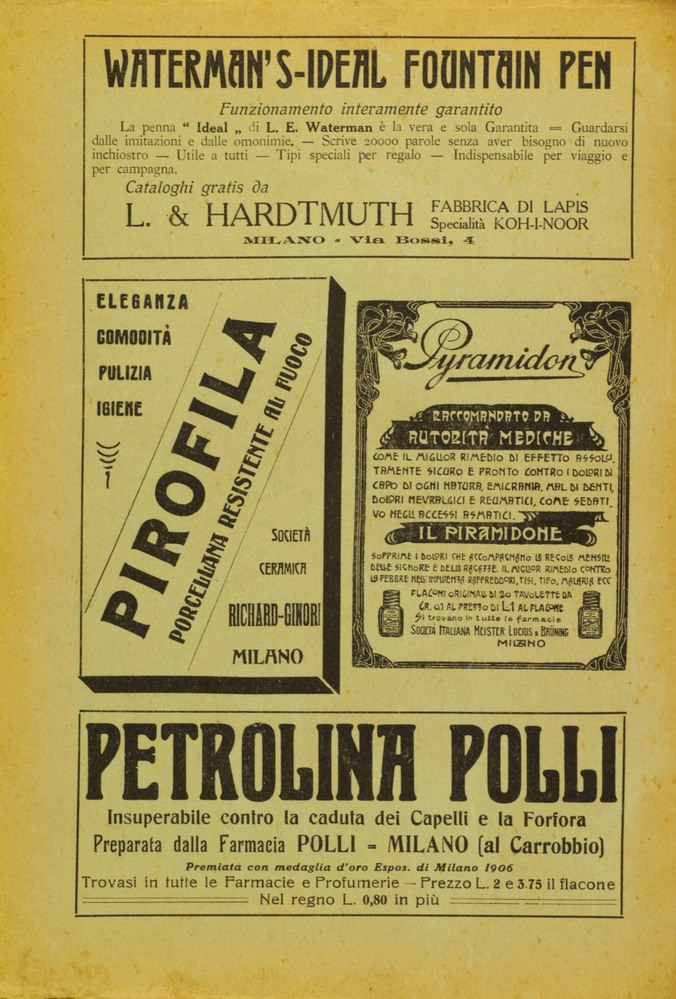 WATERMAN'S-IDEAL FOUNTAIN PEN
Funzionamento interamente garantito
La penna “ Ideal „ di L. E. Waterman è la vera e sola Garantita = Guardarsi
dalle imitazioni e dalle omonimie. — Scrive 20000 parole senza aver bisogno di nuovo
inchiostro — Utile a tutti — Tipi speciali per regalo — Indispensabile per viaggio e
per campagna.
Cataloghi gratis da
L. & HARDTMUTH FABBRICA DI LAPIS
Specialità KOH-I-NOOR
MILANO - Via Bossi, 4
ELEGANZA
COMODITÀ
PULIZIA
IGIENE
PIROFILA
PORCELLANA RESISTENTE AL FUOCO
SOCIETÀ
CERAMICA
RICHARD-GINORI
MILANO
Pyramidon
RACCOMANDATO DA
AUTORITÀ MEDICHE
COME IL MIGLIOR RIMEDIO DI EFFETTO ASSOLU-
TAMENTE SICURO E PRONTO CONTRO I DOLORI DI
CAPO DI OGNI NATURA, EMICRANIA, MAL DI DENTI,
DOLORI NEVRALGICI E REUMATICI, COME SEDATI-
VO NEGLI ACCESSI ASMATICI.
IL PIRAMIDONE
SOPPRIME I DOLORI CHE ACCOMPAGNANO LE REGOLE MENSILI
DELLE SIGNORE E DELLE RAGAZZE. IL MIGLIOR RIMEDIO CONTRO
LA FEBBRE NELL'INFLUENZA RAFFREDDORI, TISI, TIFO, MALARIA ECC
FLACONI ORIGINALI DI 20 TAVOLETTE DA
GR. 0.1 AL PREZZO DI L.1 AL FLACONE
Si trovano in tutte le farmacie
SOCIETÀ ITALIANA MEISTER LUCIUS & BRÜNING
MILANO
PETROLINA POLLI
Insuperabile contro la caduta dei Capelli e la Forfora
Preparata dalla Farmacia POLLI = MILANO (al Carrobbio)
Premiata con medaglia d'oro Espos. di Milano 1906
Trovasi in tutte le Farmacie e Profumerie — Prezzo L. 2 e 3.75 il flacone
Nel regno L. 0,80 in più